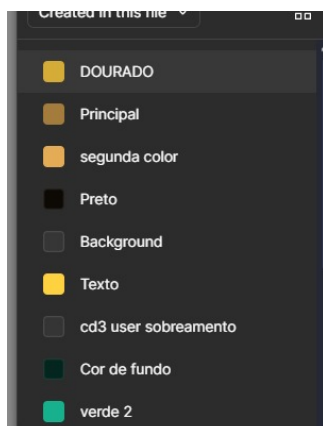 Created in this file
DOURADO
Principal
segunda color
Preto
Background
Texto
cd3 user sobreamento
Cor de fundo
verde 2